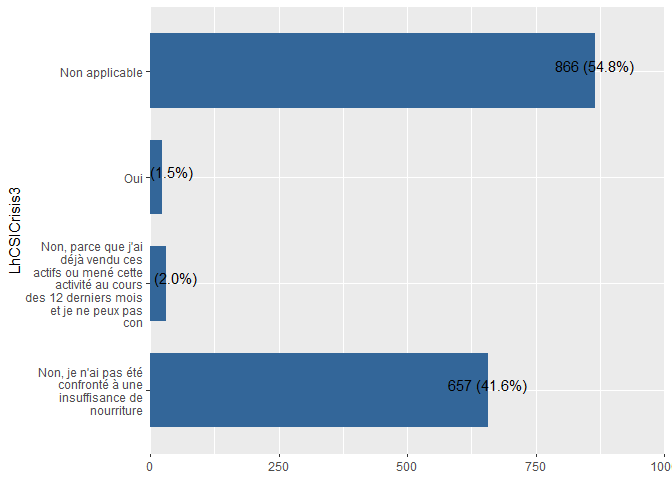 LhCSICrisis3
Non applicable
866 (54.8%)
Oui
(1.5%)
Non, parce que j'ai
déjà vendu ces
actifs ou mené cette
activité au cours
des 12 derniers mois
et je ne peux pas
con
(2.0%)
Non, je n'ai pas été
confronté à une
insuffisance de
nourriture
657 (41.6%)
0
250
500
750
100